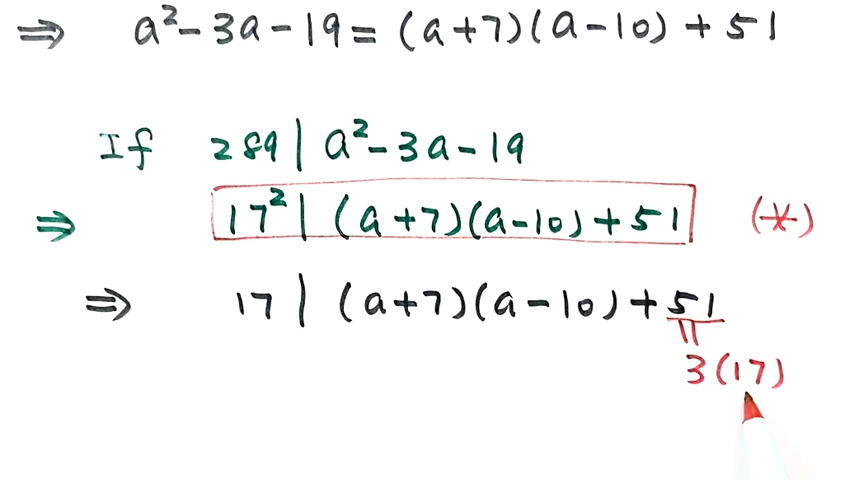 ⇒ a²-3a-19=(a+7)(a-10)+51
If 289|a²-3a-19
⇒ 17²|(a+7)(a-10)+51 (*)
⇒ 17|(a+7)(a-10)+51
3(17)